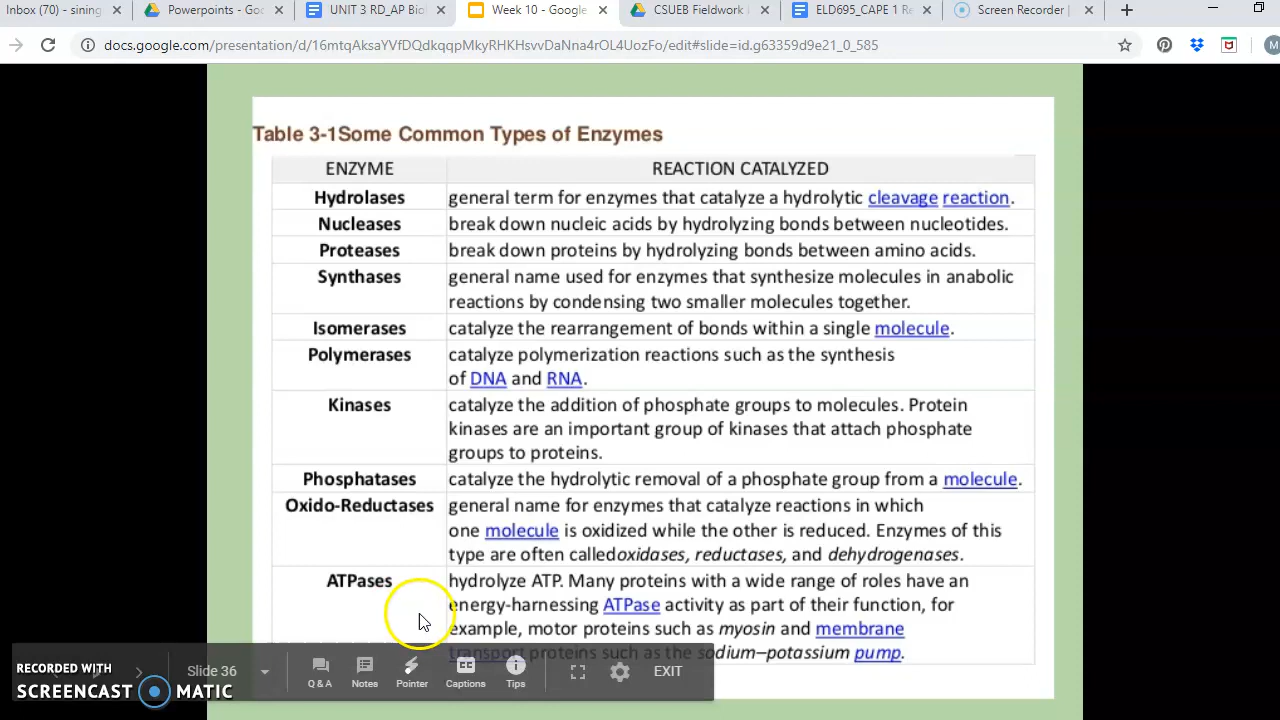 Inbox (70) - sining
Powerpoints - Goo
UNIT 3 RD_AP Bio
Week 10 - Google
CSUEB Fieldwork
ELD695_CAPE 1 Re
Screen Recorder |
docs.google.com/presentation/d/16mtqAksaYVfDQdkqqpMkyf
edit#slide=id.g63359d9e21_0_585
Table 3-1Some Common Types of Enzymes
ENZYME REACTION CATALYZED
Hydrolases general term for enzymes that catalyze a hydrolytic cleavage reaction.
Nucleases break down nucleic acids by hydrolyzing bonds between nucleotides.
Proteases break down proteins by hydrolyzing bonds between amino acids.
Synthases general name used for enzymes that synthesize molecules in anabolic
reactions by condensing two smaller molecules together.
Isomerases catalyze the rearrangement of bonds within a single molecule.
Polymerases catalyze polymerization reactions such as the synthesis
of DNA and RNA.
Kinases catalyze the addition of phosphate groups to molecules. Protein
kinases are an important group of kinases that attach phosphate
groups to proteins.
Phosphatases catalyze the hydrolytic removal of a phosphate group from a molecule.
Oxido-Reductases general name for enzymes that catalyze reactions in which
one molecule is oxidized while the other is reduced. Enzymes of this
type are often calledoxidases, reductases, and dehydrogenases.
ATPases hydrolyze ATP. Many proteins with a wide range of roles have an
energy-harnessing ATPase activity as part of their function, for
example, motor proteins such as myosin and membrane
transport proteins such as the sodium–potassium pump.
Slide 36
Q & A
Notes
Pointer
Captions
Tips
EXIT
RECORDED WITH
SCREENCAST MATIC
M